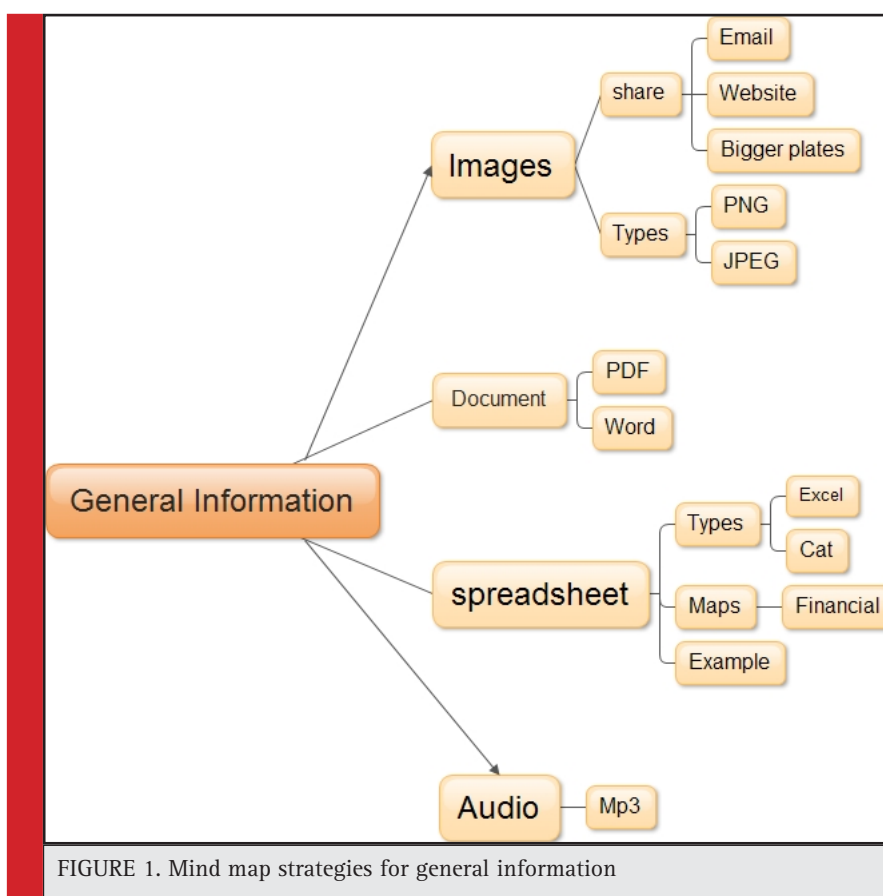 General Information
Images
share
Email
Website
Bigger plates
Types
PNG
JPEG
Document
PDF
Word
spreadsheet
Types
Excel
Cat
Maps
Financial
Example
Audio
Mp3
FIGURE 1. Mind map strategies for general information